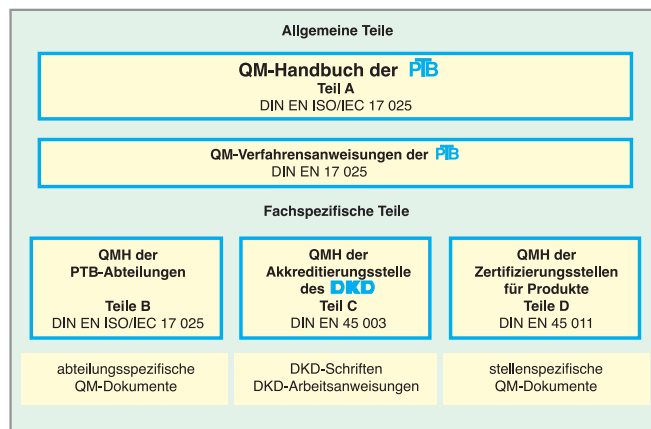 Allgemeine Teile
QM-Handbuch der PTB
Teil A
DIN EN ISO/IEC 17 025
QM-Verfahrensanweisungen der PTB
DIN EN 17 025
Fachspezifische Teile
QMH der
PTB-Abteilungen
Teile B
DIN EN ISO/IEC 17 025
QMH der
Akkreditierungsstelle
des DKD
Teil C
DIN EN 45 003
QMH der
Zertifizierungsstellen
für Produkte
Teile D
DIN EN 45 011
abteilungsspezifische
QM-Dokumente
DKD-Schriften
DKD-Arbeitsanweisungen
stellenspezifische
QM-Dokumente